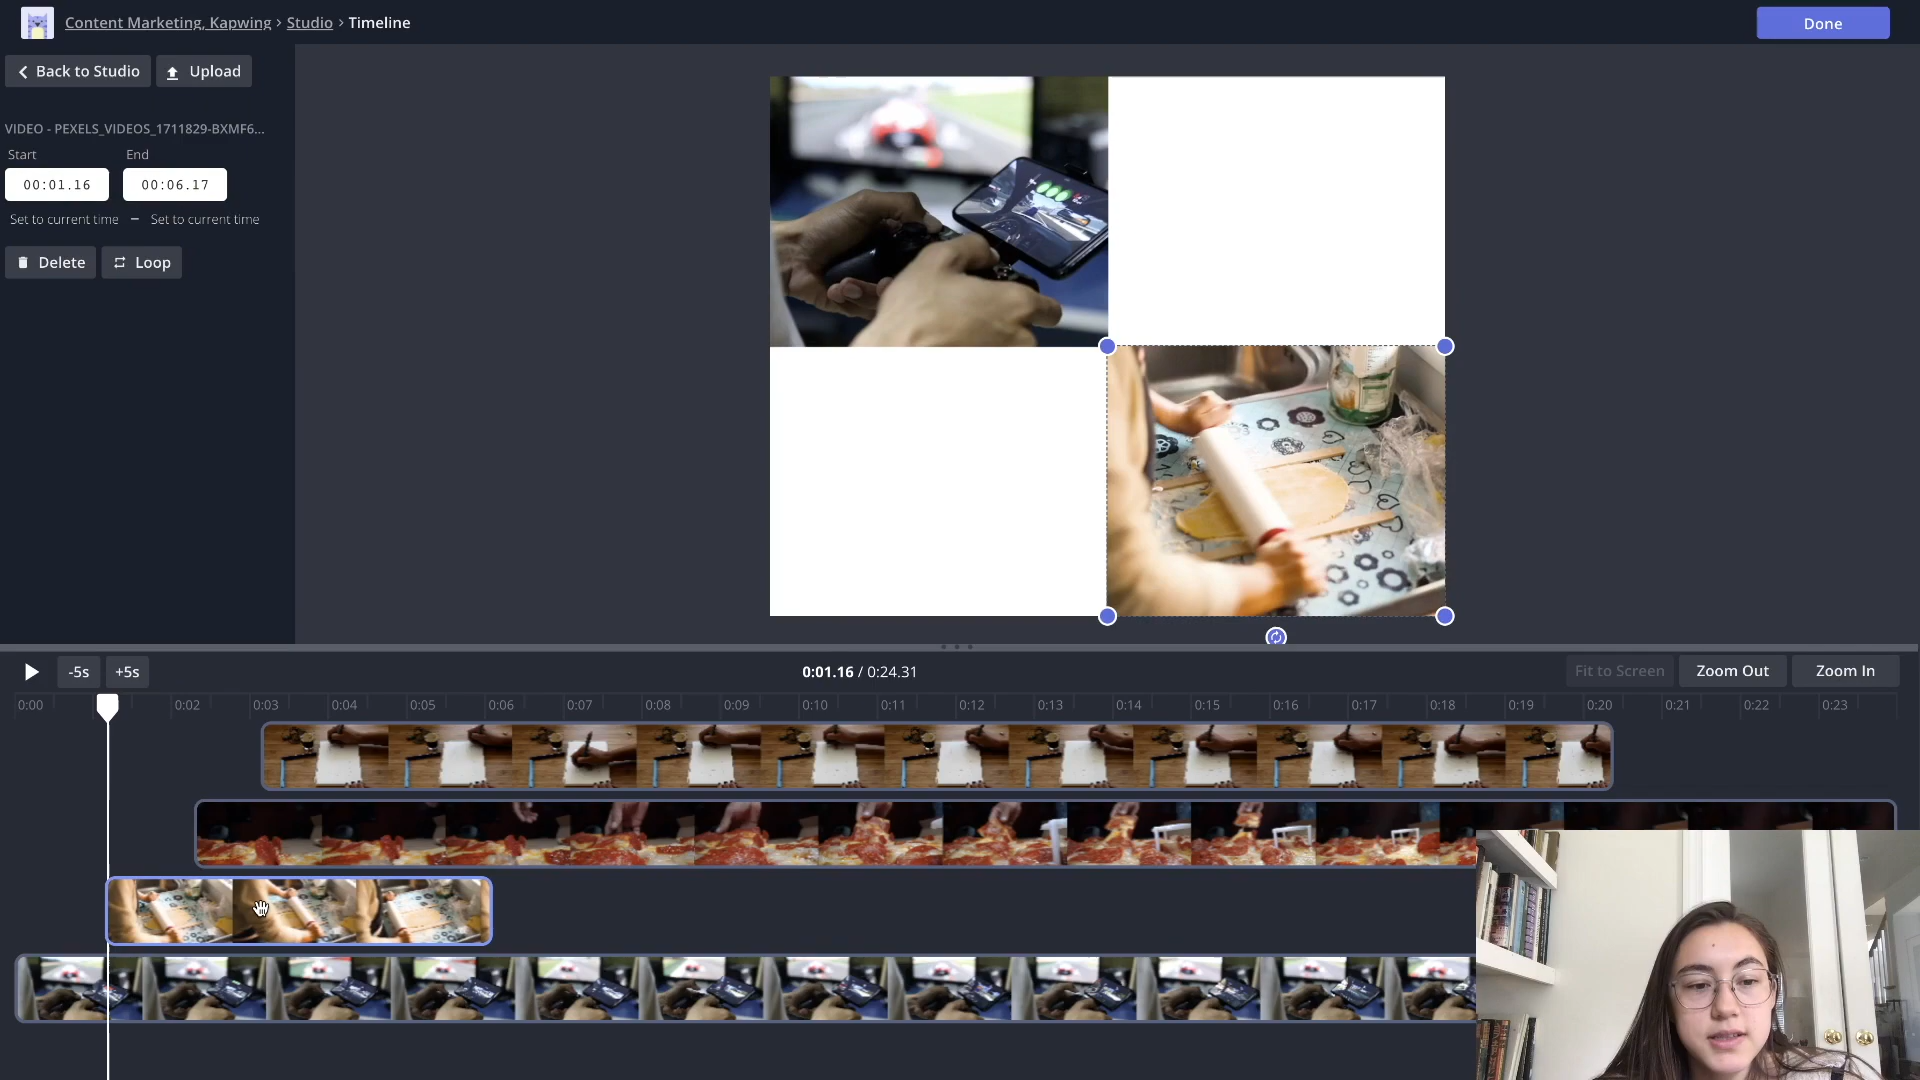 Content Marketing, Kapwing › Studio › Timeline
Done
Back to Studio
Upload
VIDEO - PEXELS_VIDEOS_1711829-BXMF6...
Start
End
00:01.16
00:06.17
Set to current time – Set to current time
Delete
Loop
-5s
+5s
0:01.16 / 0:24.31
Fit to Screen
Zoom Out
Zoom In
0:00 0:02 0:03 0:04 0:05 0:06 0:07 0:08 0:09 0:10 0:11 0:12 0:13 0:14 0:15 0:16 0:17 0:18 0:19 0:20 0:21 0:22 0:23